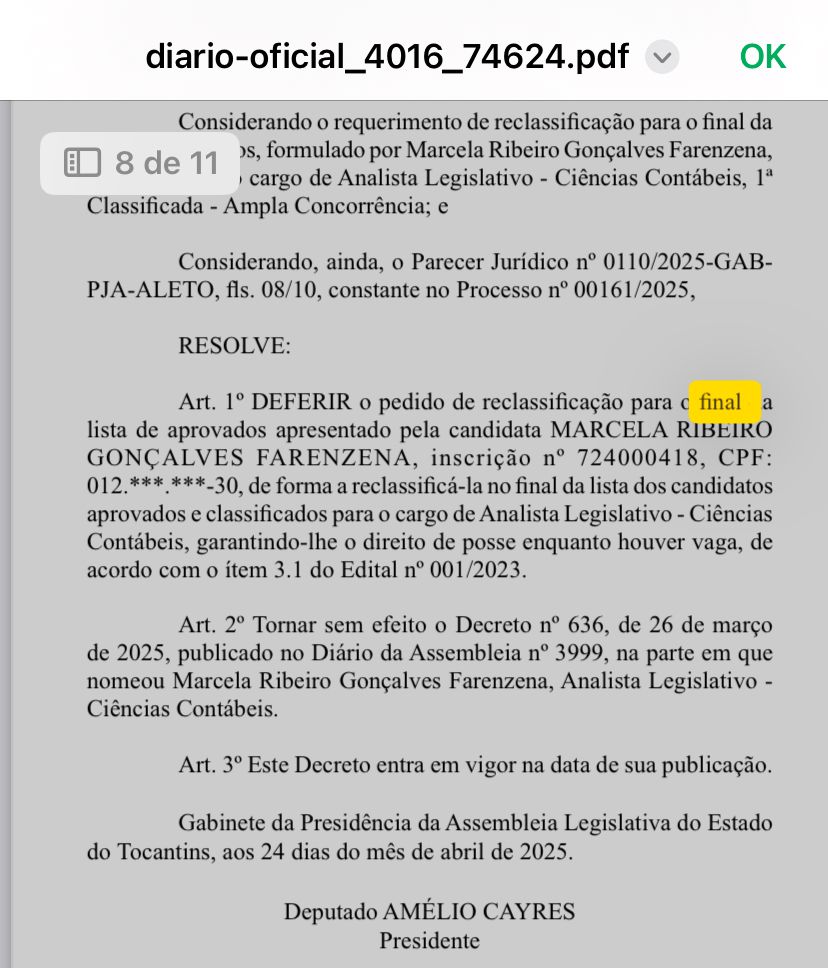 diario-oficial_4016_74624.pdf OK
Considerando o requerimento de reclassificação para o final da
8 de 11 os, formulado por Marcela Ribeiro Gonçalves Farenzena,
cargo de Analista Legislativo - Ciências Contábeis, 1ª
Classificada - Ampla Concorrência; e
Considerando, ainda, o Parecer Jurídico nº 0110/2025-GAB-
PJA-ALETO, fls. 08/10, constante no Processo nº 00161/2025,
RESOLVE:
Art. 1º DEFERIR o pedido de reclassificação para o final a
lista de aprovados apresentado pela candidata MARCELA RIBEIRO
GONÇALVES FARENZENA, inscrição nº 724000418, CPF:
012.***.***-30, de forma a reclassificá-la no final da lista dos candidatos
aprovados e classificados para o cargo de Analista Legislativo - Ciências
Contábeis, garantindo-lhe o direito de posse enquanto houver vaga, de
acordo com o ítem 3.1 do Edital nº 001/2023.
Art. 2º Tornar sem efeito o Decreto nº 636, de 26 de março
de 2025, publicado no Diário da Assembleia nº 3999, na parte em que
nomeou Marcela Ribeiro Gonçalves Farenzena, Analista Legislativo -
Ciências Contábeis.
Art. 3º Este Decreto entra em vigor na data de sua publicação.
Gabinete da Presidência da Assembleia Legislativa do Estado
do Tocantins, aos 24 dias do mês de abril de 2025.
Deputado AMÉLIO CAYRES
Presidente